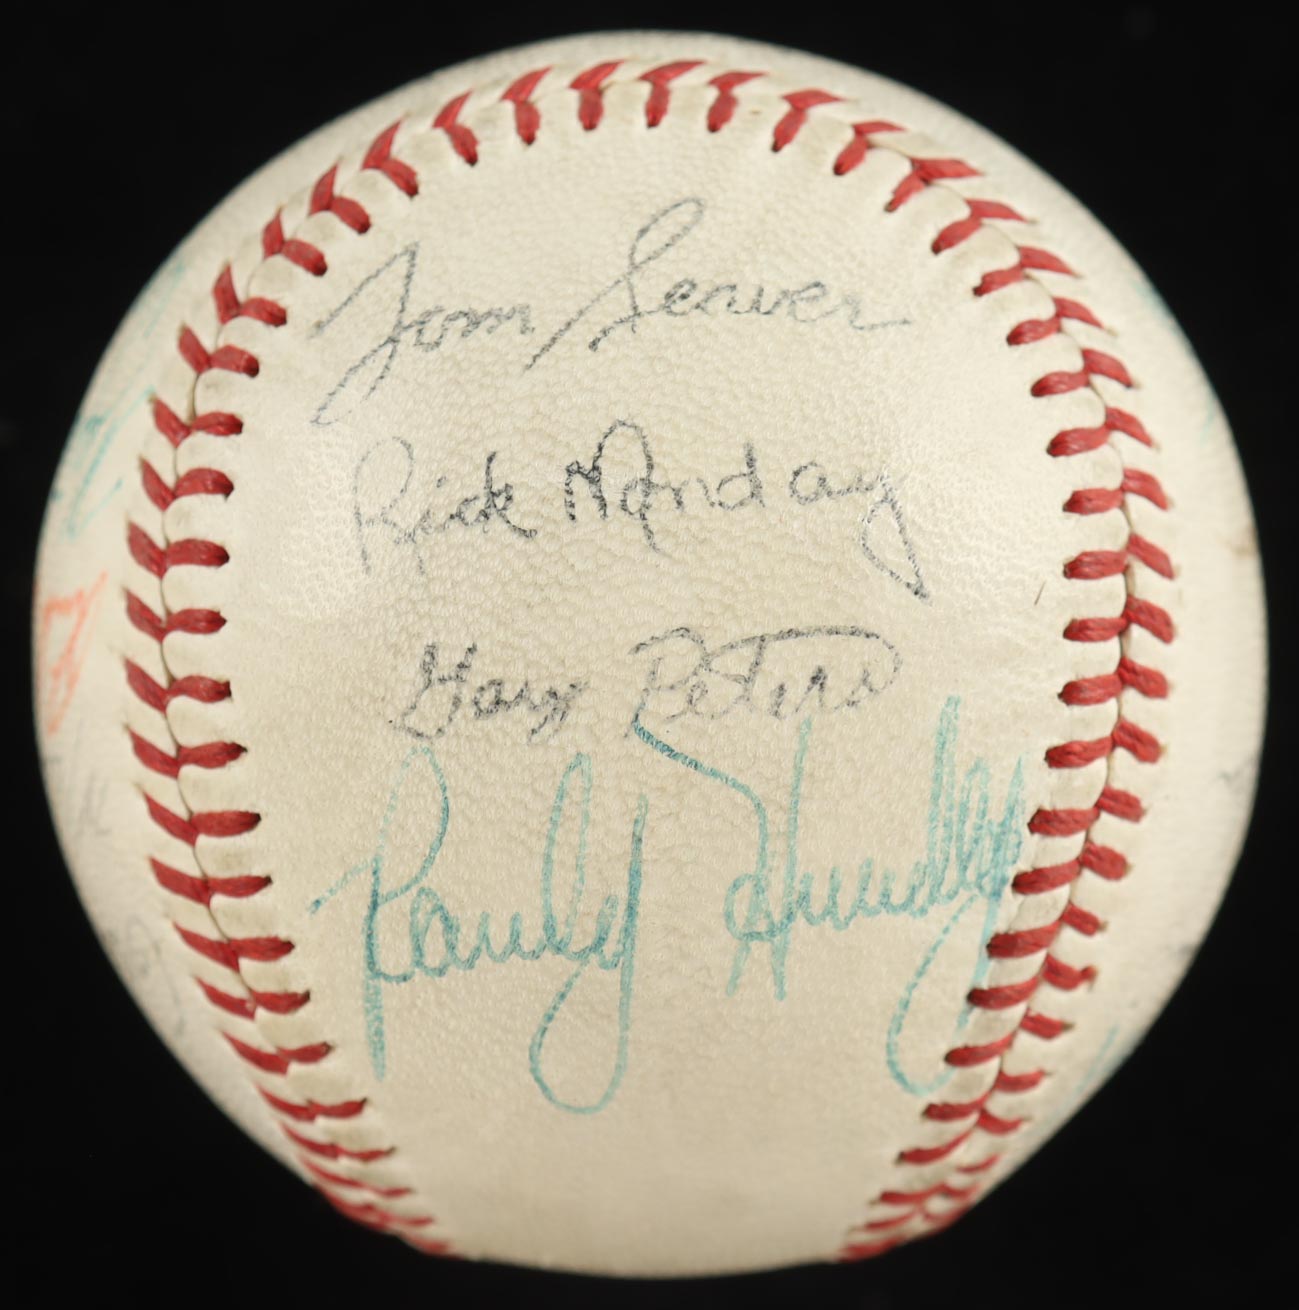 Tom Seaver
Rick Monday
Gary Peters
Randy Hundley